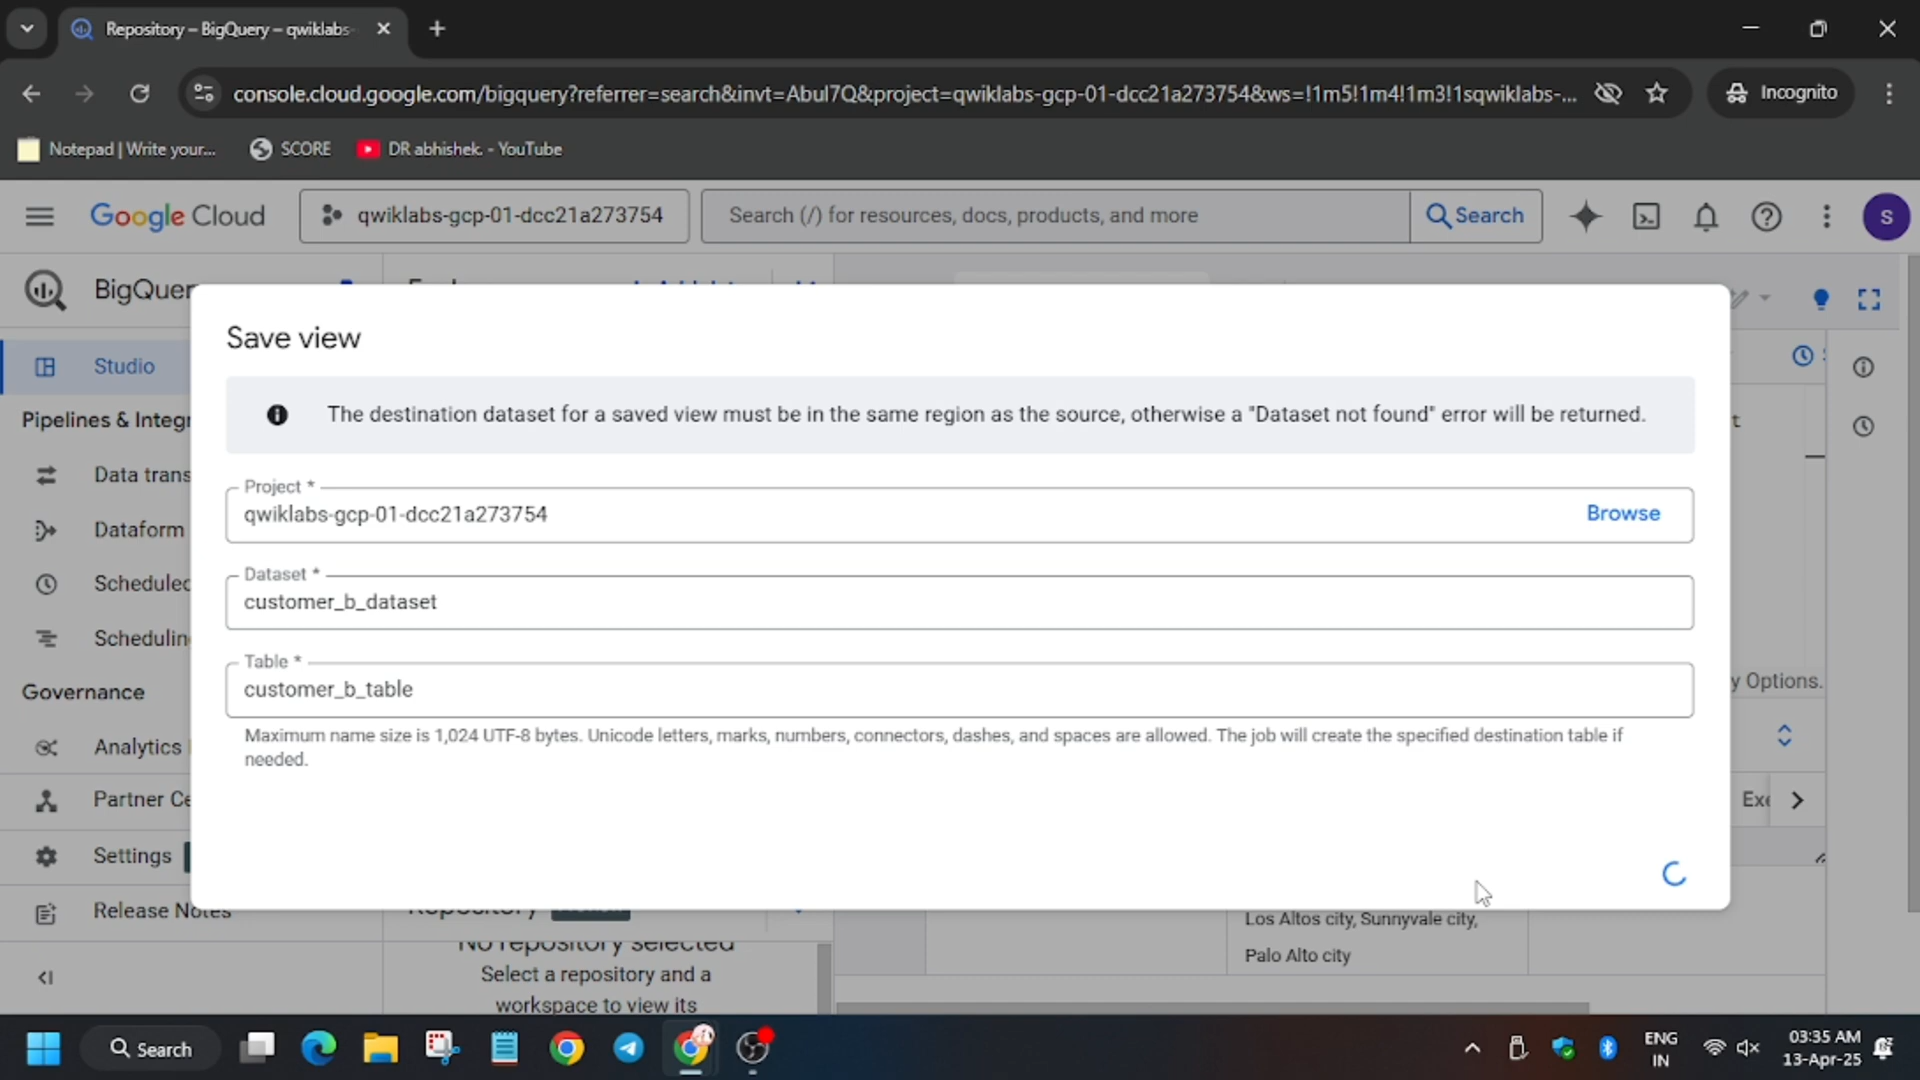 Repository – BigQuery – qwiklabs-
console.cloud.google.com/bigquery?referrer=search&invt=Abul7Q&project=qwiklabs-gcp-01-dcc21a273754&ws=!1m5!1m4!1m3!1sqwiklabs-...
Incognito
Notepad | Write your...
SCORE
DR abhishek. - YouTube
Google Cloud
qwiklabs-gcp-01-dcc21a273754
Search (/) for resources, docs, products, and more
Search
S
BigQuer
Studio
Pipelines & Integr
Data trans
Dataform
Scheduled
Scheduling
Governance
Analytics
Partner Ce
Settings
Release Notes
Save view
The destination dataset for a saved view must be in the same region as the source, otherwise a "Dataset not found" error will be returned.
Project *
qwiklabs-gcp-01-dcc21a273754
Browse
Dataset *
customer_b_dataset
Table *
customer_b_table
Maximum name size is 1,024 UTF-8 bytes. Unicode letters, marks, numbers, connectors, dashes, and spaces are allowed. The job will create the specified destination table if
needed.
t
y Options.
Exe
Repository
No repository selected
Select a repository and a
workspace to view its
Los Altos city, Sunnyvale city,
Palo Alto city
Search
ENG
IN
03:35 AM
13-Apr-25